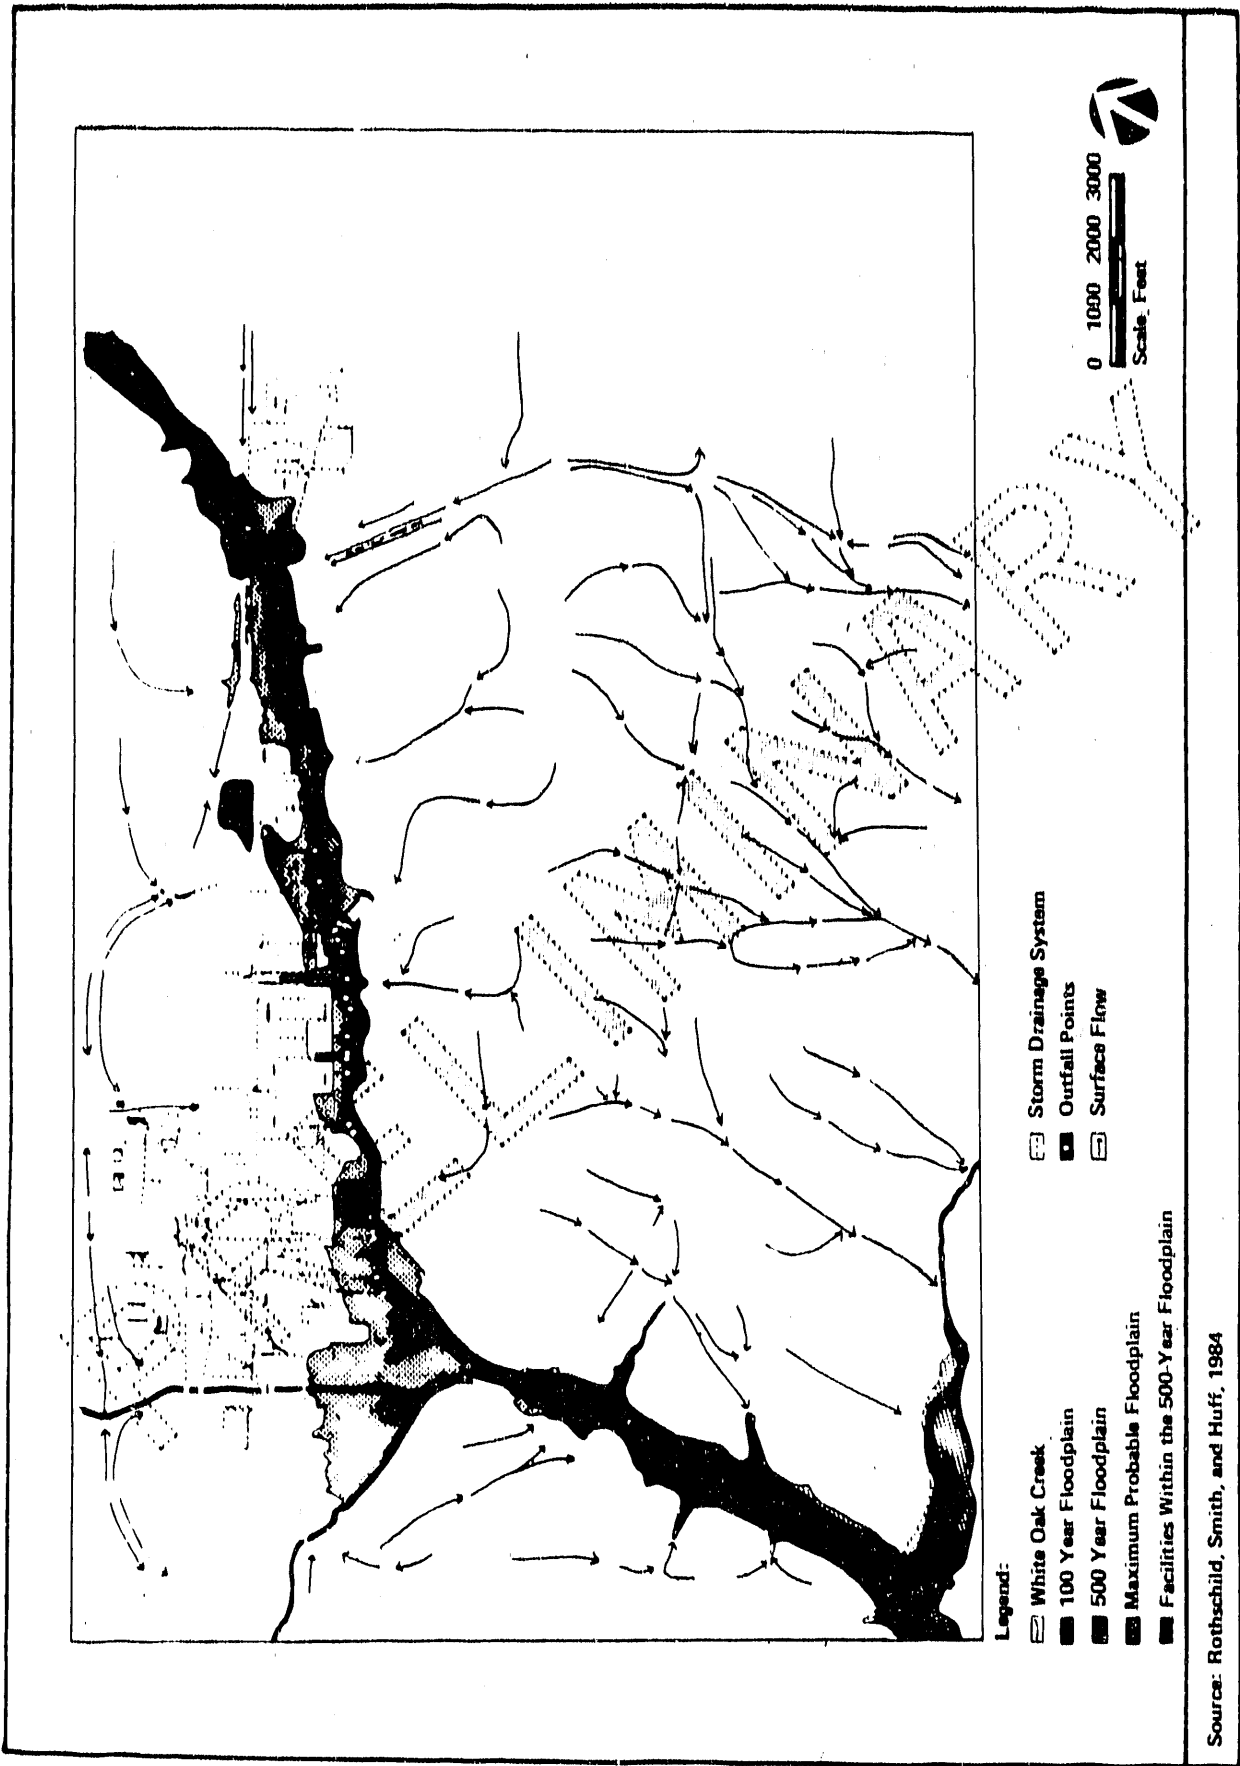 PRELIMINARY
Legend:
White Oak Creek
100 Year Floodplain
500 Year Floodplain
Maximum Probable Floodplain
Facilities Within the 500-Year Floodplain
Storm Drainage System
Outfall Points
Surface Flow
0 1000 2000 3000
Scale, Feet
Source: Rothschild, Smith, and Huff, 1984